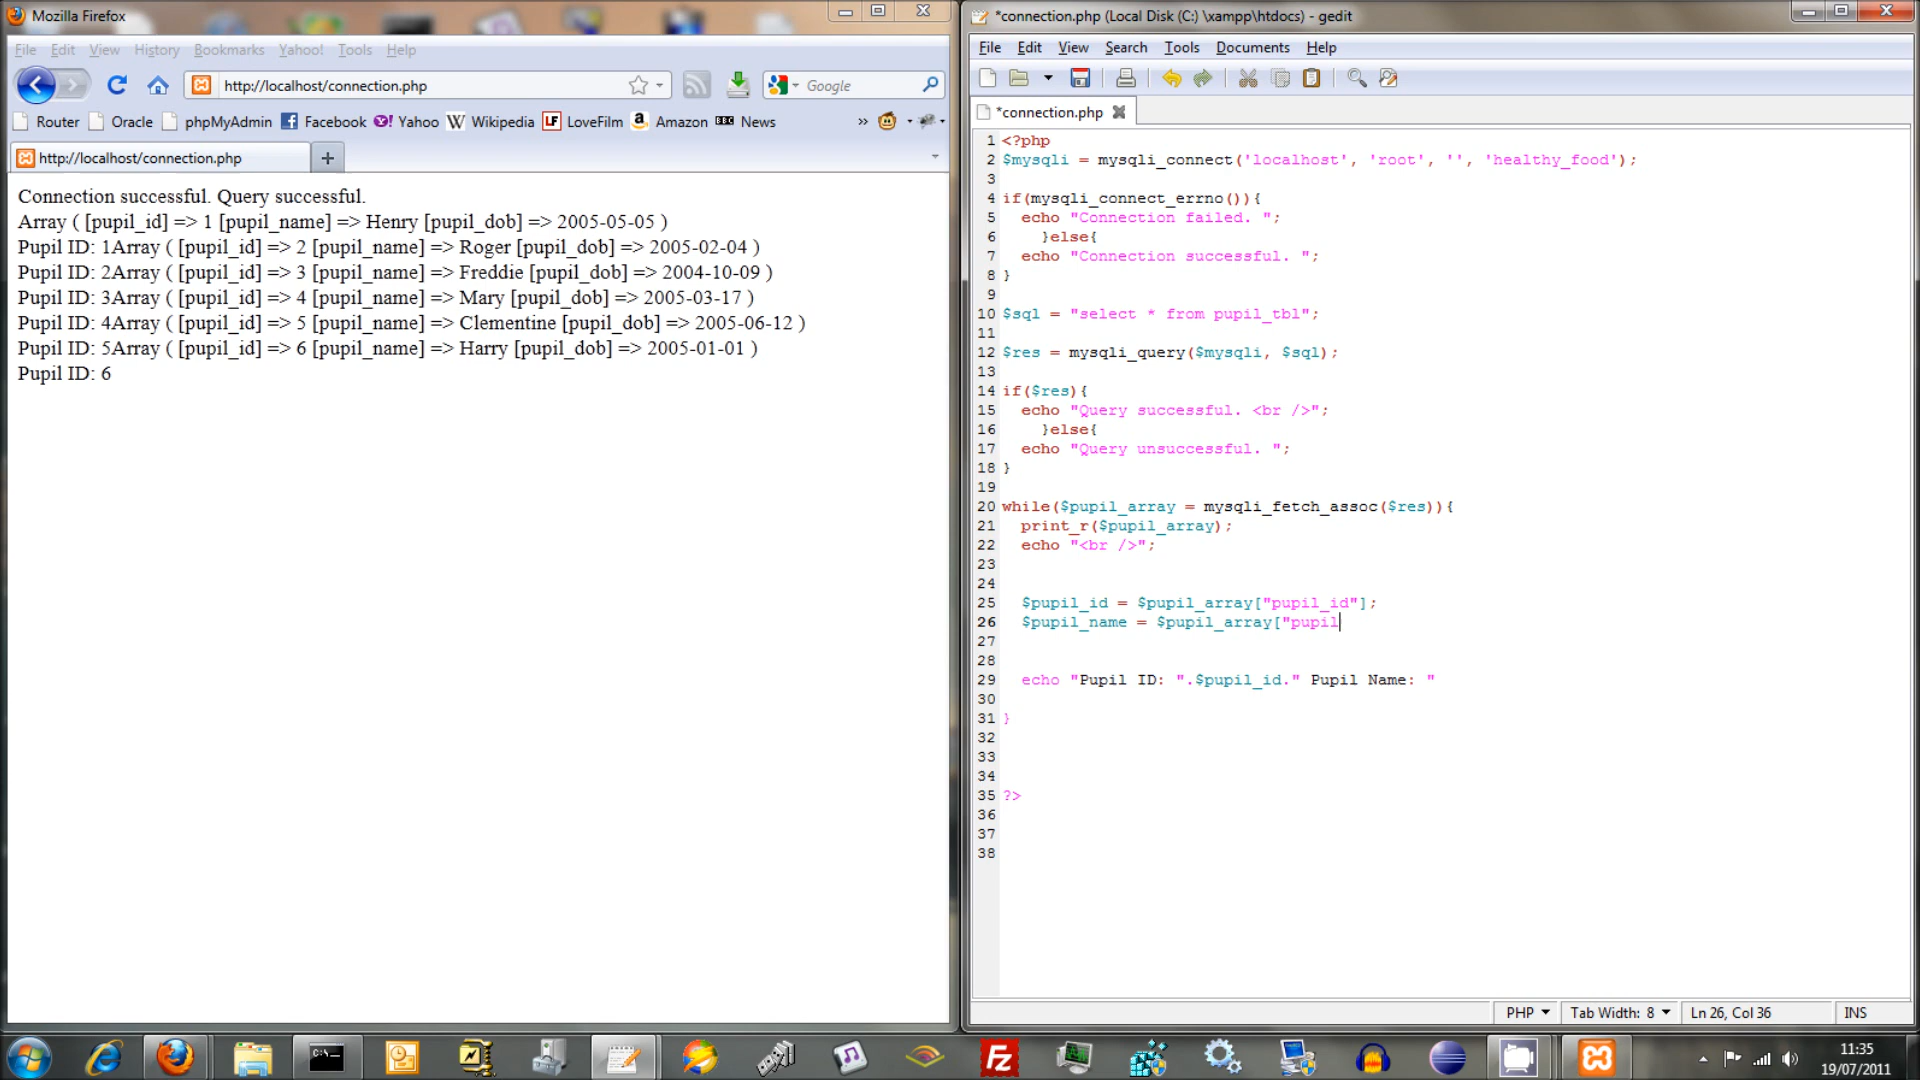 Mozilla Firefox
File Edit View History Bookmarks Yahoo! Tools Help
http://localhost/connection.php
Google
Router Oracle phpMyAdmin Facebook Yahoo Wikipedia LF LoveFilm Amazon BBC News »
http://localhost/connection.php
Connection successful. Query successful.
Array ( [pupil_id] => 1 [pupil_name] => Henry [pupil_dob] => 2005-05-05 )
Pupil ID: 1Array ( [pupil_id] => 2 [pupil_name] => Roger [pupil_dob] => 2005-02-04 )
Pupil ID: 2Array ( [pupil_id] => 3 [pupil_name] => Freddie [pupil_dob] => 2004-10-09 )
Pupil ID: 3Array ( [pupil_id] => 4 [pupil_name] => Mary [pupil_dob] => 2005-03-17 )
Pupil ID: 4Array ( [pupil_id] => 5 [pupil_name] => Clementine [pupil_dob] => 2005-06-12 )
Pupil ID: 5Array ( [pupil_id] => 6 [pupil_name] => Harry [pupil_dob] => 2005-01-01 )
Pupil ID: 6
*connection.php (Local Disk (C:) \xampp\htdocs) - gedit
File Edit View Search Tools Documents Help
*connection.php
1 <?php
2 $mysqli = mysqli_connect('localhost', 'root', '', 'healthy_food');
3
4 if(mysqli_connect_errno()){
5 echo "Connection failed. ";
6 }else{
7 echo "Connection successful. ";
8 }
9
10 $sql = "select * from pupil_tbl";
11
12 $res = mysqli_query($mysqli, $sql);
13
14 if($res){
15 echo "Query successful. <br />";
16 }else{
17 echo "Query unsuccessful. ";
18 }
19
20 while($pupil_array = mysqli_fetch_assoc($res)){
21 print_r($pupil_array);
22 echo "<br />";
23
24
25 $pupil_id = $pupil_array["pupil_id"];
26 $pupil_name = $pupil_array["pupil
27
28
29 echo "Pupil ID: ".$pupil_id." Pupil Name: "
30
31 }
32
33
34
35 ?>
36
37
38
PHP Tab Width: 8 Ln 26, Col 36 INS
11:35
19/07/2011